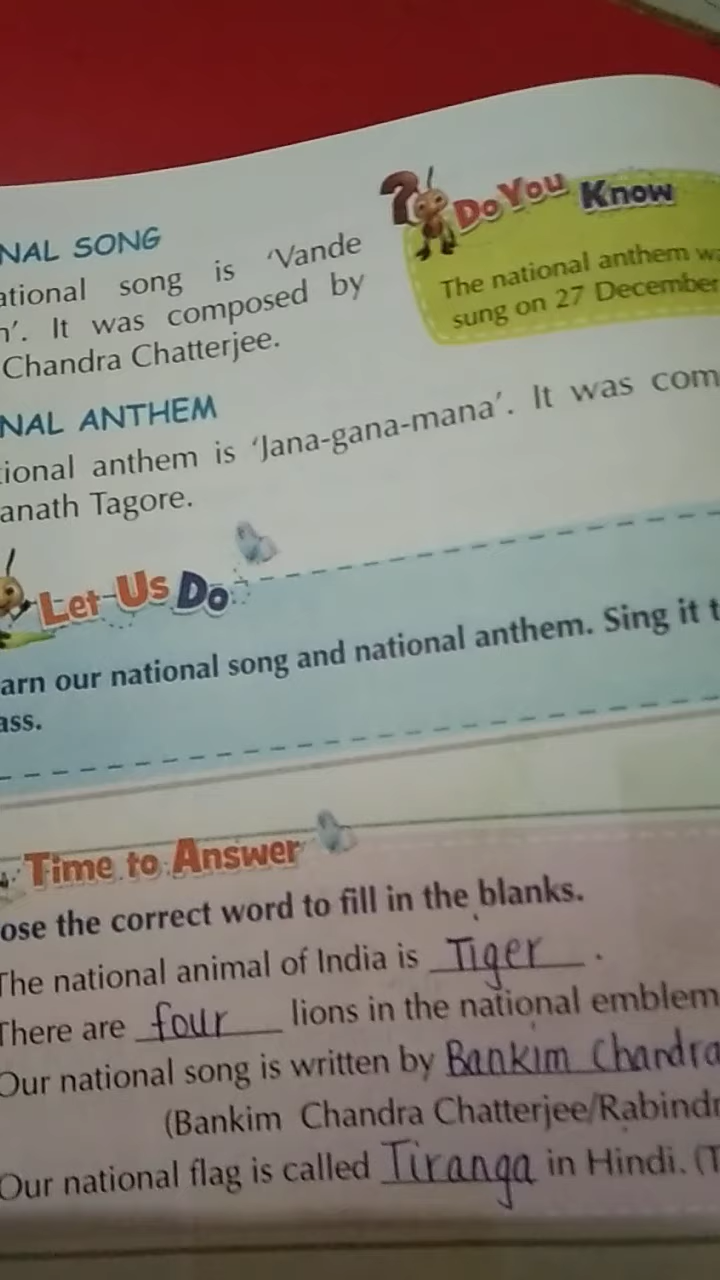 NAL SONG
ational song is 'Vande
n'. It was composed by
Chandra Chatterjee.
? Do You Know
The national anthem wa
sung on 27 December
NAL ANTHEM
tional anthem is 'Jana-gana-mana'. It was com
anath Tagore.
Let Us Do
arn our national song and national anthem. Sing it t
ass.
Time to Answer
ose the correct word to fill in the blanks.
The national animal of India is Tiger.
There are four lions in the national emblem
Our national song is written by Bankim Chandra
(Bankim Chandra Chatterjee/Rabindr
Our national flag is called Tiranga in Hindi. (T